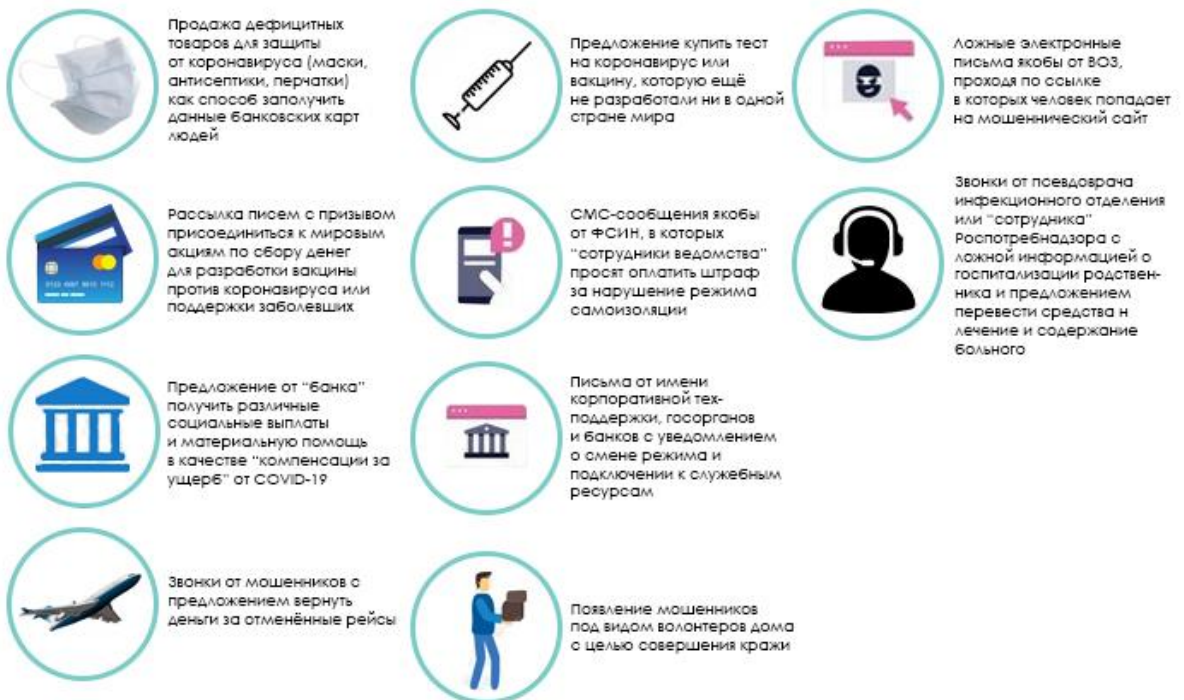 Продажа дефицитных
товаров для защиты
от коронавируса (маски,
антисептики, перчатки)
как способ заполучить
данные банковских карт
людей
Рассылка писем с призывом
присоединиться к мировым
акциям по сбору денег
для разработки вакцины
против коронавируса или
поддержки заболевших
Предложение от "банка"
получить различные
социальные выплаты
и материальную помощь
в качестве "компенсации за
ущерб" от COVID-19
Звонки от мошенников с
предложением вернуть
деньги за отменённые рейсы
Предложение купить тест
на коронавирус или
вакцину, которую ещё
не разработали ни в одной
стране мира
СМС-сообщения якобы
от ФСИН, в которых
"сотрудники ведомства"
просят оплатить штраф
за нарушение режима
самоизоляции
Письма от имени
корпоративной тех-
поддержки, госорганов
и банков с уведомлением
о смене режима и
подключении к служебным
ресурсам
Появление мошенников
под видом волонтеров дома
с целью совершения кражи
Ложные электронные
письма якобы от ВОЗ,
проходя по ссылке
в которых человек попадает
на мошеннический сайт
Звонки от псевдоврача
инфекционного отделения
или "сотрудника"
Роспотребнадзора с
ложной информацией о
госпитализации родствен-
ника и предложением
перевести средства н
лечение и содержание
больного